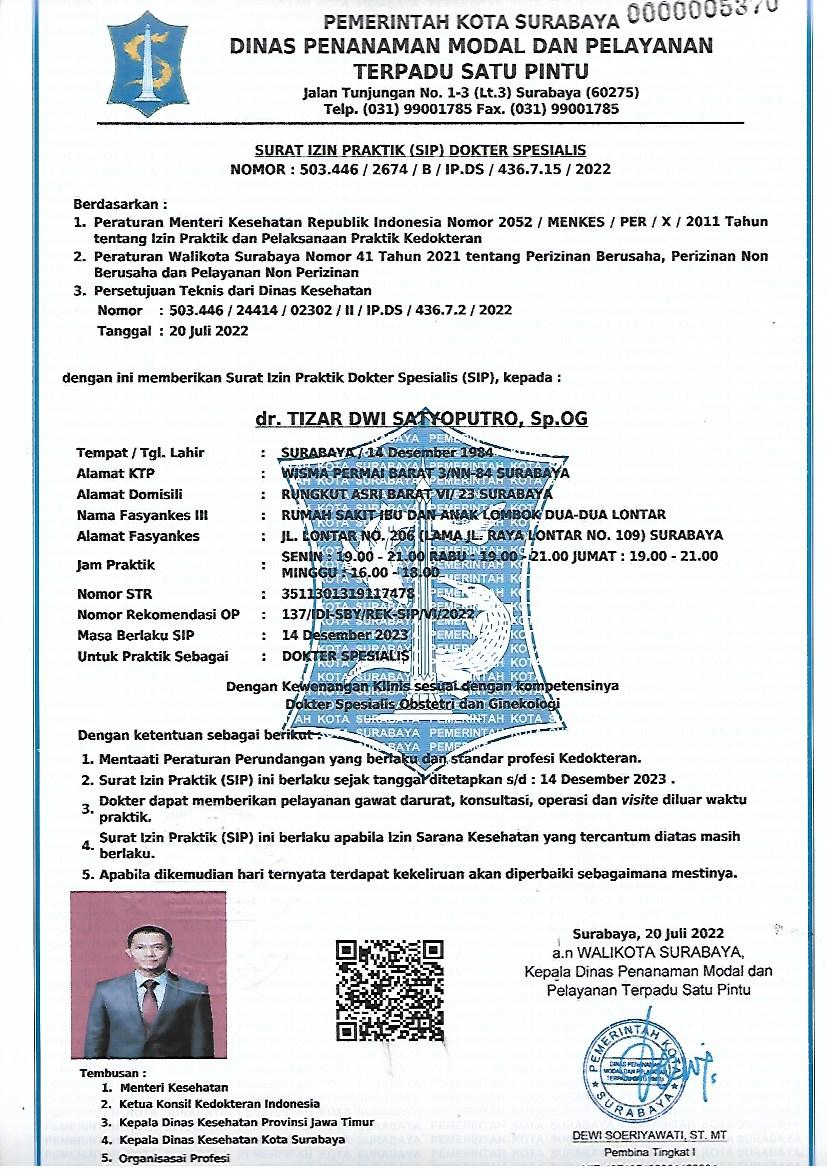 PEMERINTAH KOTA SURABAYA 0000005370
DINAS PENANAMAN MODAL DAN PELAYANAN
TERPADU SATU PINTU
Jalan Tunjungan No. 1-3 (Lt.3) Surabaya (60275)
Telp. (031) 99001785 Fax. (031) 99001785
SURAT IZIN PRAKTIK (SIP) DOKTER SPESIALIS
NOMOR : 503.446 / 2674 / B / IP.DS / 436.7.15 / 2022
Berdasarkan :
1. Peraturan Menteri Kesehatan Republik Indonesia Nomor 2052 / MENKES / PER / X / 2011 Tahun
tentang Izin Praktik dan Pelaksanaan Praktik Kedokteran
2. Peraturan Walikota Surabaya Nomor 41 Tahun 2021 tentang Perizinan Berusaha, Perizinan Non
Berusaha dan Pelayanan Non Perizinan
3. Persetujuan Teknis dari Dinas Kesehatan
Nomor : 503.446 / 24414 / 02302 / II / IP.DS / 436.7.2 / 2022
Tanggal : 20 Juli 2022
dengan ini memberikan Surat Izin Praktik Dokter Spesialis (SIP), kepada :
dr. TIZAR DWI SATYOPUTRO, Sp.OG
Tempat / Tgl. Lahir : SURABAYA / 14 Desember 1984
Alamat KTP : WISMA PERMAI BARAT 3/NN-84 SURABAYA
Alamat Domisili : RUNGKUT ASRI BARAT VI/ 23 SURABAYA
Nama Fasyankes III : RUMAH SAKIT IBU DAN ANAK LOMBOK DUA-DUA LONTAR
Alamat Fasyankes : JL. LONTAR NO. 206 (LAMA JL. RAYA LONTAR NO. 109) SURABAYA
Jam Praktik : SENIN : 19.00 - 21.00 RABU : 19.00 - 21.00 JUMAT : 19.00 - 21.00
MINGGU : 16.00 - 18.00
Nomor STR : 3511301319117478
Nomor Rekomendasi OP : 137/IDI-SBY/REK-SIP/VI/2022
Masa Berlaku SIP : 14 Desember 2023
Untuk Praktik Sebagai : DOKTER SPESIALIS
Dengan Kewenangan Klinis sesuai dengan kompetensinya
Dokter Spesialis Obstetri dan Ginekologi
Dengan ketentuan sebagai berikut :
1. Mentaati Peraturan Perundangan yang berlaku dan standar profesi Kedokteran.
2. Surat Izin Praktik (SIP) ini berlaku sejak tanggal ditetapkan s/d : 14 Desember 2023 .
3. Dokter dapat memberikan pelayanan gawat darurat, konsultasi, operasi dan visite diluar waktu
praktik.
4. Surat Izin Praktik (SIP) ini berlaku apabila Izin Sarana Kesehatan yang tercantum diatas masih
berlaku.
5. Apabila dikemudian hari ternyata terdapat kekeliruan akan diperbaiki sebagaimana mestinya.
Surabaya, 20 Juli 2022
a.n WALIKOTA SURABAYA,
Kepala Dinas Penanaman Modal dan
Pelayanan Terpadu Satu Pintu
PEMERINTAH KOTA
DINAS PENANAMAN
MODAL DAN PELAYANAN
TERPADU SATU PINTU
SURABAYA
DEWI SOERIYAWATI, ST. MT
Pembina Tingkat I
Tembusan :
1. Menteri Kesehatan
2. Ketua Konsil Kedokteran Indonesia
3. Kepala Dinas Kesehatan Provinsi Jawa Timur
4. Kepala Dinas Kesehatan Kota Surabaya
5. Organisasai Profesi